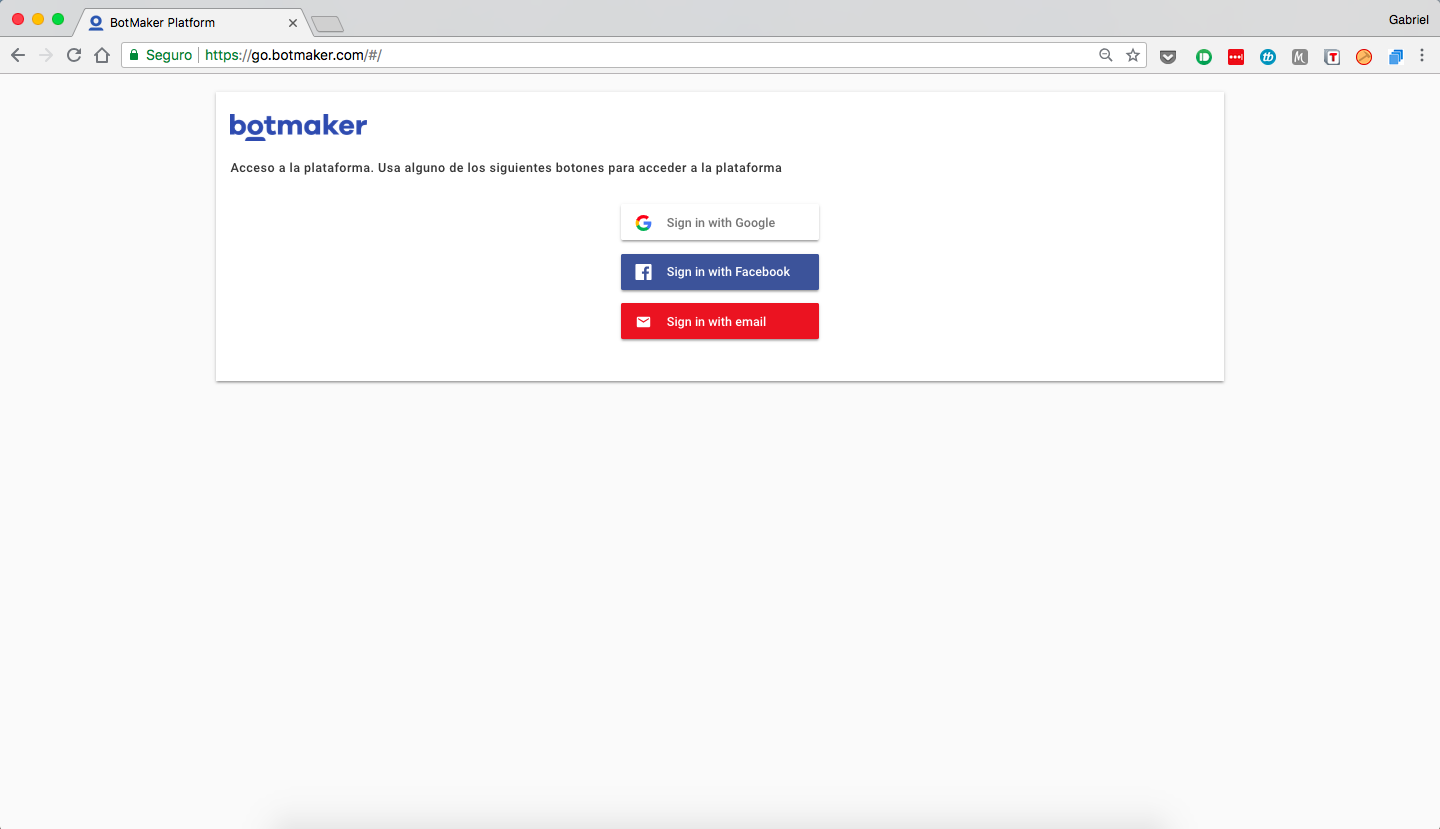 BotMaker Platform
Gabriel
Seguro https://go.botmaker.com/#/
botmaker
Acceso a la plataforma. Usa alguno de los siguientes botones para acceder a la plataforma
Sign in with Google
Sign in with Facebook
Sign in with email